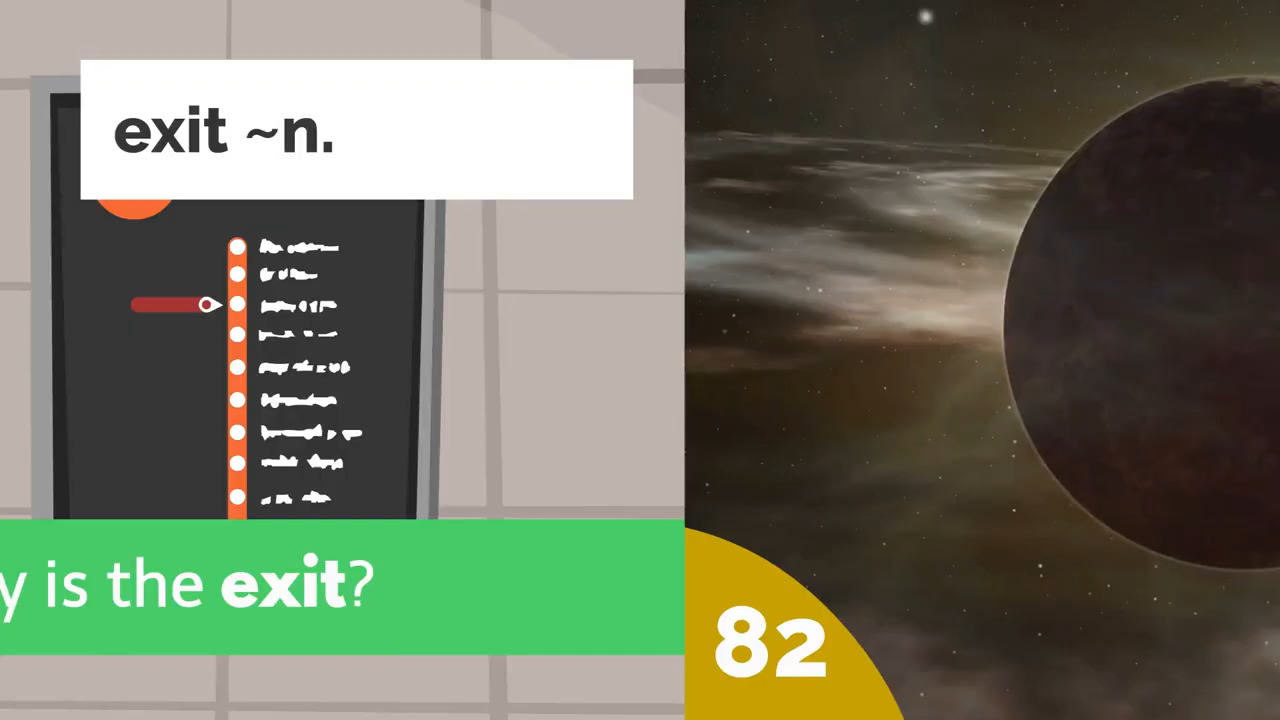 exit ~n.
y is the exit?
82